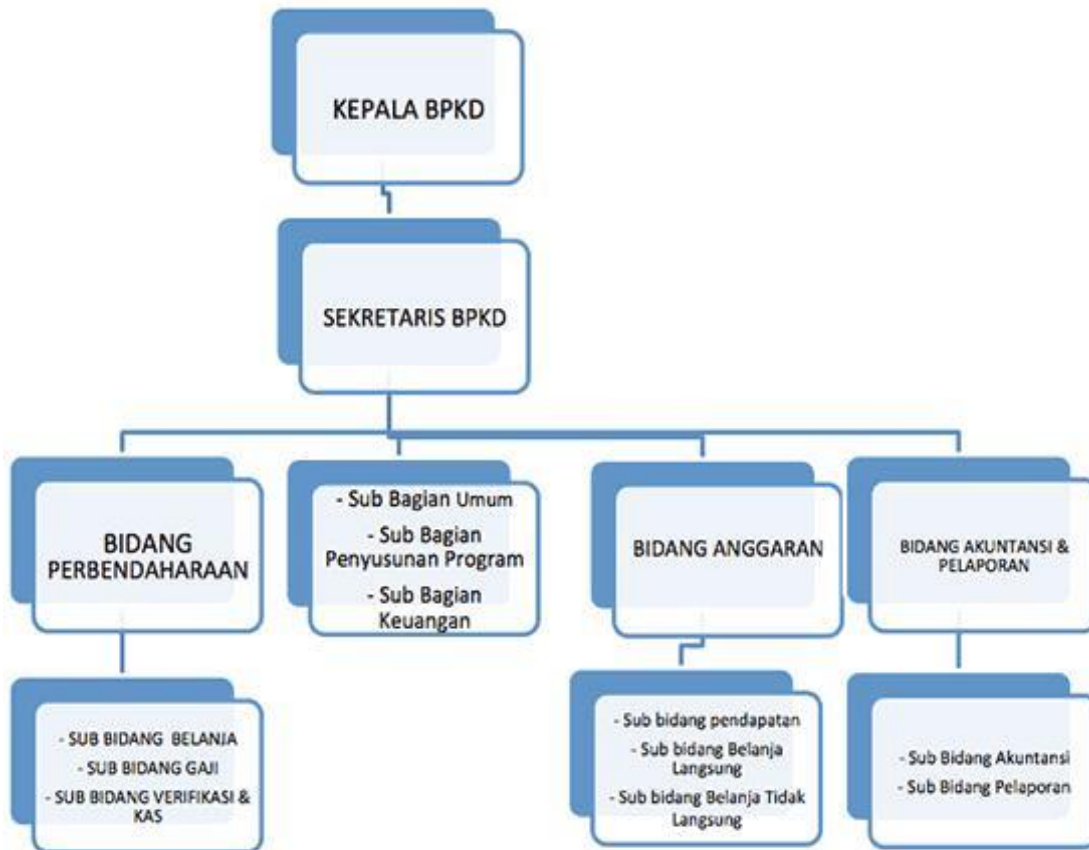 KEPALA BPKD
SEKRETARIS BPKD
BIDANG
PERBENDAHARAAN
- Sub Bagian Umum
- Sub Bagian
Penyusunan Program
- Sub Bagian
Keuangan
BIDANG ANGGARAN
BIDANG AKUNTANSI &
PELAPORAN
- SUB BIDANG BELANJA
- SUB BIDANG GAJI
- SUB BIDANG VERIFIKASI &
KAS
- Sub bidang pendapatan
- Sub bidang Belanja
Langsung
- Sub bidang Belanja Tidak
Langsung
- Sub Bidang Akuntansi
- Sub Bidang Pelaporan